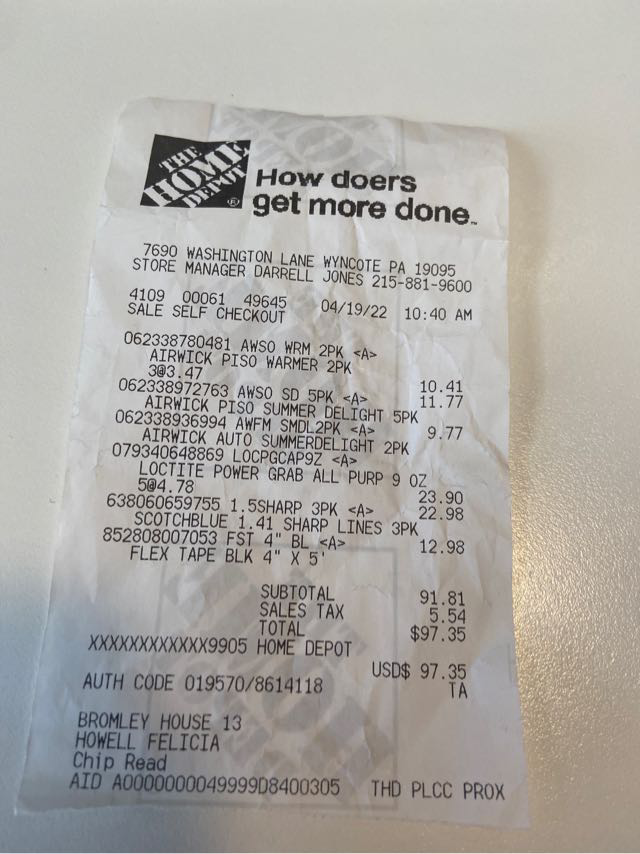 THE
HOME
DEPOT
®
How doers
get more done™
7690 WASHINGTON LANE WYNCOTE PA 19095
STORE MANAGER DARRELL JONES 215-881-9600
4109 00061 49645 04/19/22 10:40 AM
SALE SELF CHECKOUT
062338780481 AWSO WRM 2PK <A>
AIRWICK PISO WARMER 2PK
3@3.47 10.41
062338972763 AWSO SD 5PK <A> 11.77
AIRWICK PISO SUMMER DELIGHT 5PK
062338936994 AWFM SMDL2PK <A> 9.77
AIRWICK AUTO SUMMERDELIGHT 2PK
079340648869 LOCPGCAP9Z <A>
LOCTITE POWER GRAB ALL PURP 9 OZ
5@4.78 23.90
638060659755 1.5SHARP 3PK <A> 22.98
SCOTCHBLUE 1.41 SHARP LINES 3PK
852808007053 FST 4" BL <A> 12.98
FLEX TAPE BLK 4" X 5'
SUBTOTAL 91.81
SALES TAX 5.54
TOTAL $97.35
XXXXXXXXXXXX9905 HOME DEPOT
USD$ 97.35
AUTH CODE 019570/8614118 TA
BROMLEY HOUSE 13
HOWELL FELICIA
Chip Read
AID A0000000049999D8400305 THD PLCC PROX